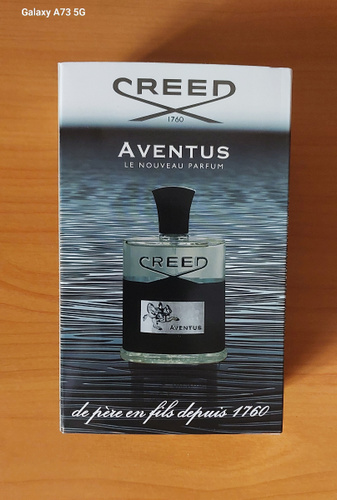 Galaxy A73 5G
CREED
1760
AVENTUS
LE NOUVEAU PARFUM
CREED
AVENTUS
de père en fils depuis 1760